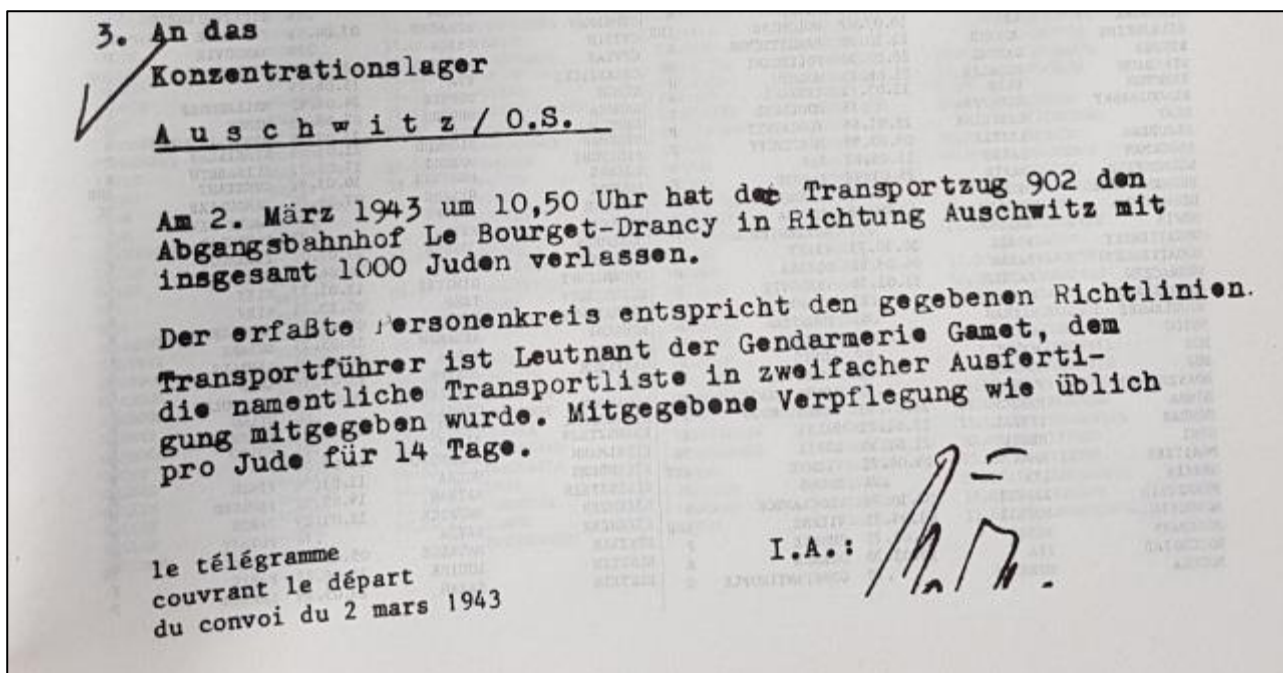 3. An das
Konzentrationslager
Auschwitz/O.S.
Am 2. März 1943 um 10,50 Uhr hat der Transportzug 902 den
Abgangsbahnhof Le Bourget-Drancy in Richtung Auschwitz mit
insgesamt 1000 Juden verlassen.
Der erfaßte Personenkreis entspricht den gegebenen Richtlinien.
Transportführer ist Leutnant der Gendarmerie Gamet, dem
die namentliche Transportliste in zweifacher Ausferti-
gung mitgegeben wurde. Mitgegebene Verpflegung wie üblich
pro Jude für 14 Tage.
I.A.:
le télégramme
couvrant le départ
du convoi du 2 mars 1943